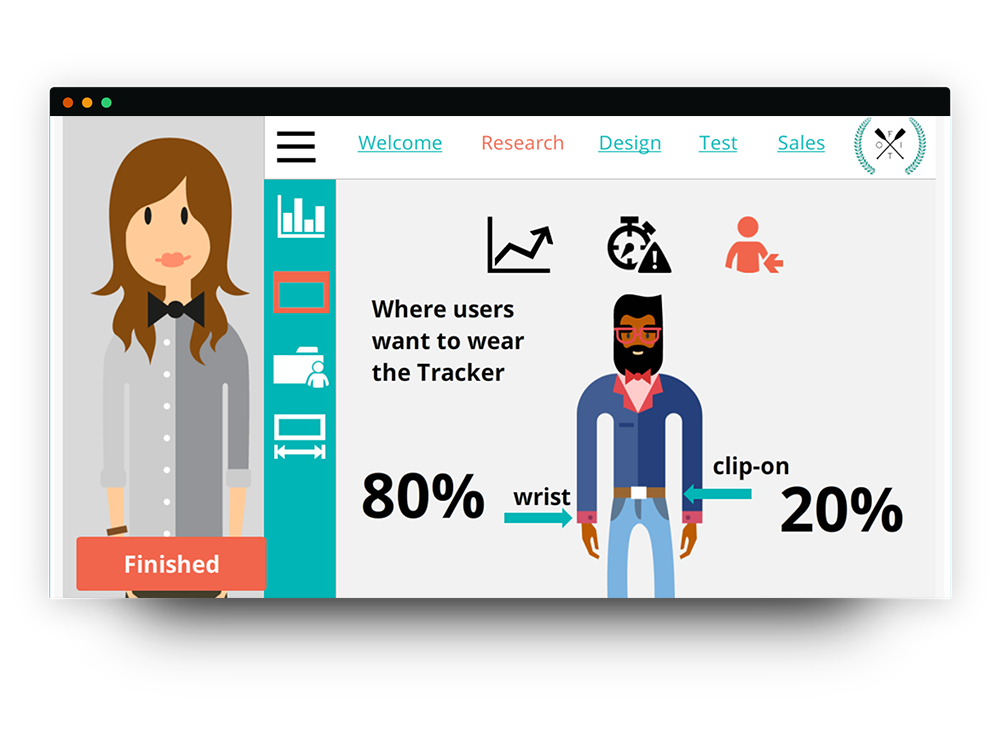 Welcome Research Design Test Sales
F
O I
T
Where users
want to wear
the Tracker
clip-on
80% wrist 20%
Finished